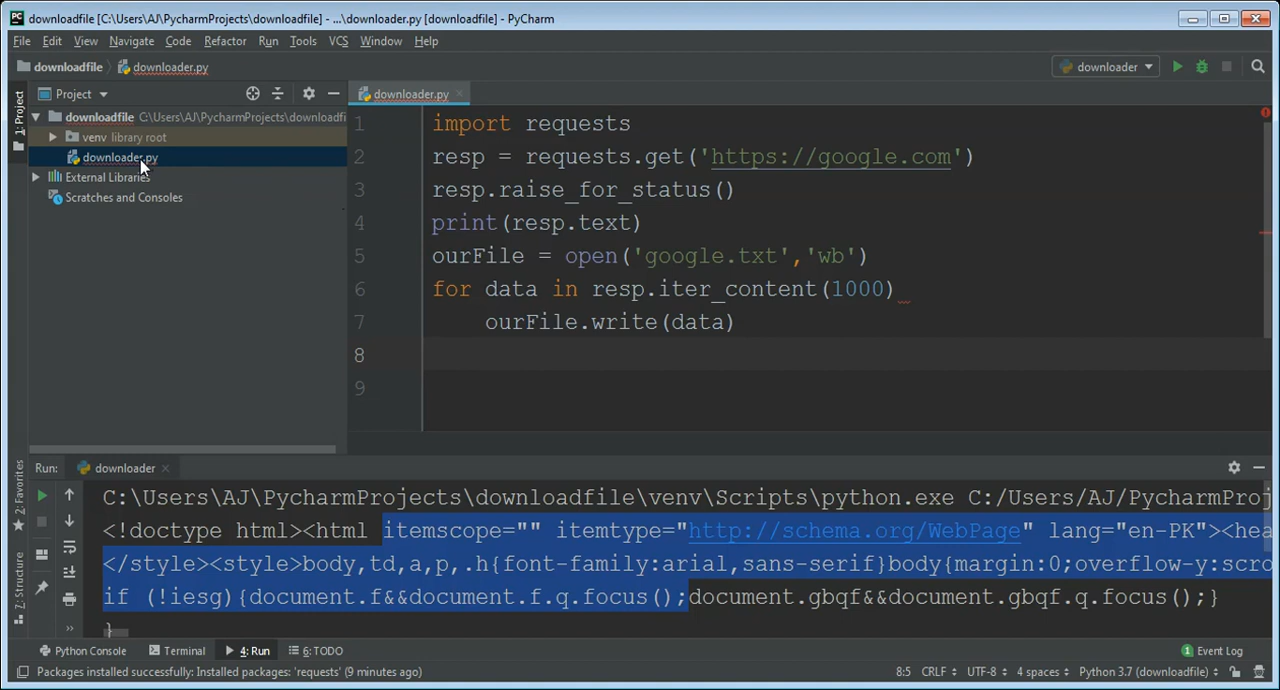 downloadfile [C:\Users\AJ\PycharmProjects\downloadfile] - ...\downloader.py [downloadfile] - PyCharm
File Edit View Navigate Code Refactor Run Tools VCS Window Help
downloadfile downloader.py downloader
Project downloader.py
1: Project
downloadfile C:\Users\AJ\PycharmProjects\downloadfi
venv library root
downloader.py
External Libraries
Scratches and Consoles
1 import requests
2 resp = requests.get('https://google.com')
3 resp.raise_for_status()
4 print(resp.text)
5 ourFile = open('google.txt','wb')
6 for data in resp.iter_content(1000)
7 ourFile.write(data)
8
9
2: Favorites
7: Structure
Run: downloader
C:\Users\AJ\PycharmProjects\downloadfile\venv\Scripts\python.exe C:/Users/AJ/PycharmProj
<!doctype html><html itemscope="" itemtype="http://schema.org/WebPage" lang="en-PK"><hea
</style><style>body,td,a,p,.h{font-family:arial,sans-serif}body{margin:0;overflow-y:scro
if (!iesg){document.f&&document.f.q.focus();document.gbqf&&document.gbqf.q.focus();}
}
Python Console Terminal 4: Run 6: TODO 1 Event Log
Packages installed successfully: Installed packages: 'requests' (9 minutes ago) 8:5 CRLF UTF-8 4 spaces Python 3.7 (downloadfile)